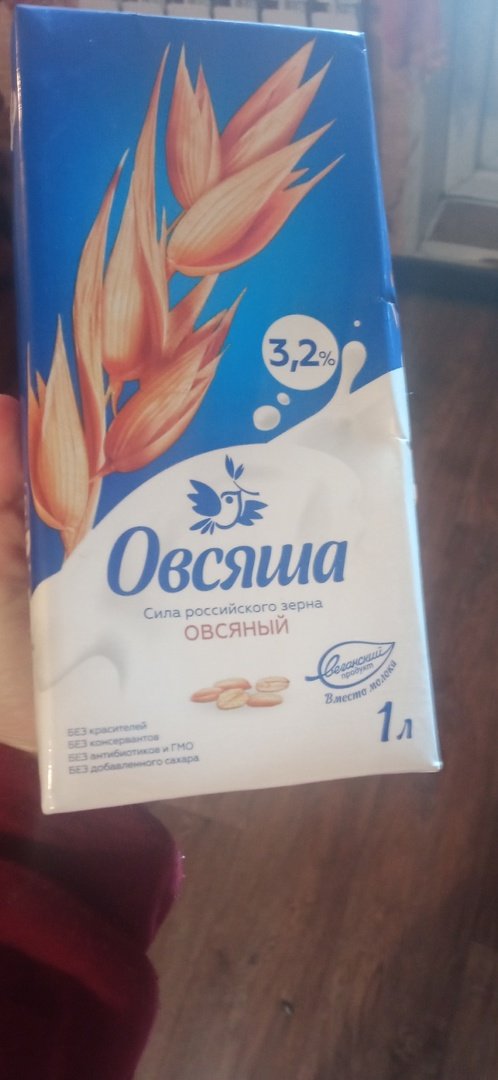 3,2%
Овсяша
Сила российского зерна
ОВСЯНЫЙ
Веганский
продукт
Вместо молока
1л
БЕЗ красителей
БЕЗ консервантов
БЕЗ антибиотиков и ГМО
БЕЗ добавленного сахара